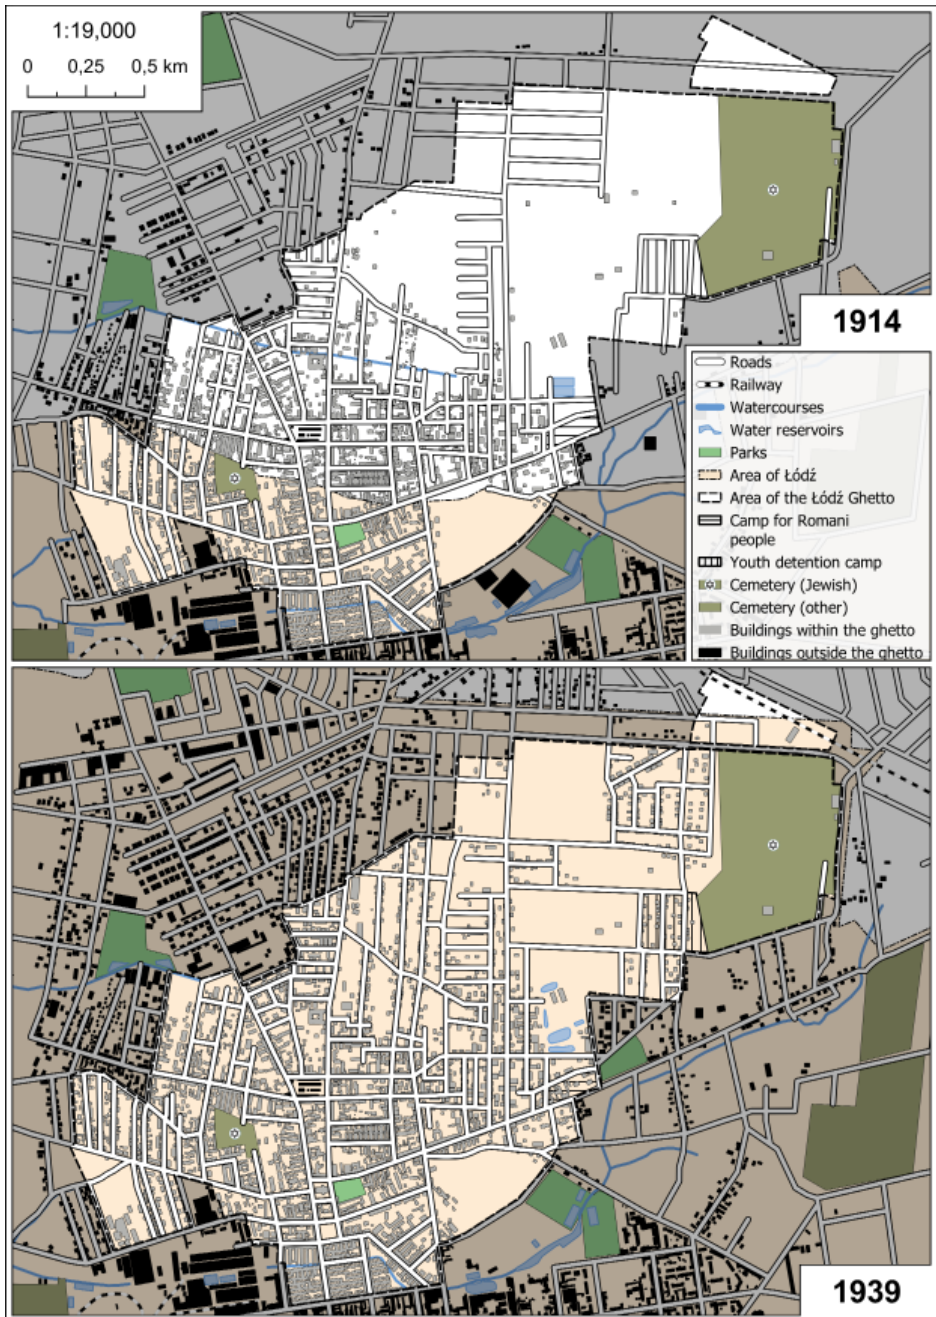 1:19,000
0 0,25 0,5 km
1914
Roads
Railway
Watercourses
Water reservoirs
Parks
Area of Łódź
Area of the Łódź Ghetto
Camp for Romani
people
Youth detention camp
Cemetery (Jewish)
Cemetery (other)
Buildings within the ghetto
Buildings outside the ghetto
1939